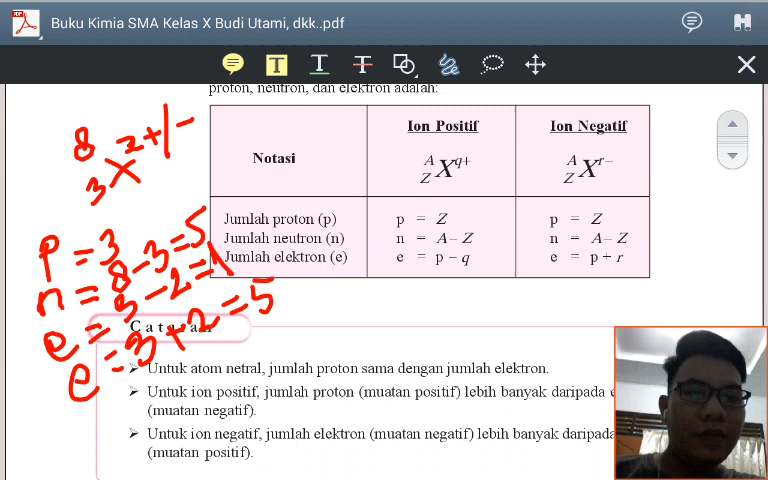 Buku Kimia SMA Kelas X Budi Utami, dkk..pdf
proton, neutron, dan elektron adalah:
Notasi
Ion Positif
A Z X q+
Ion Negatif
A Z X r–
Jumlah proton (p) p = Z p = Z
Jumlah neutron (n) n = A – Z n = A – Z
Jumlah elektron (e) e = p – q e = p + r
8 3 X 2+/-
p = 3
n = 8 - 3 = 5
e = 3 - 2 = 1
e = 3 + 2 = 5
Catatan
➢ Untuk atom netral, jumlah proton sama dengan jumlah elektron.
➢ Untuk ion positif, jumlah proton (muatan positif) lebih banyak daripada e
(muatan negatif).
➢ Untuk ion negatif, jumlah elektron (muatan negatif) lebih banyak daripada
(muatan positif).